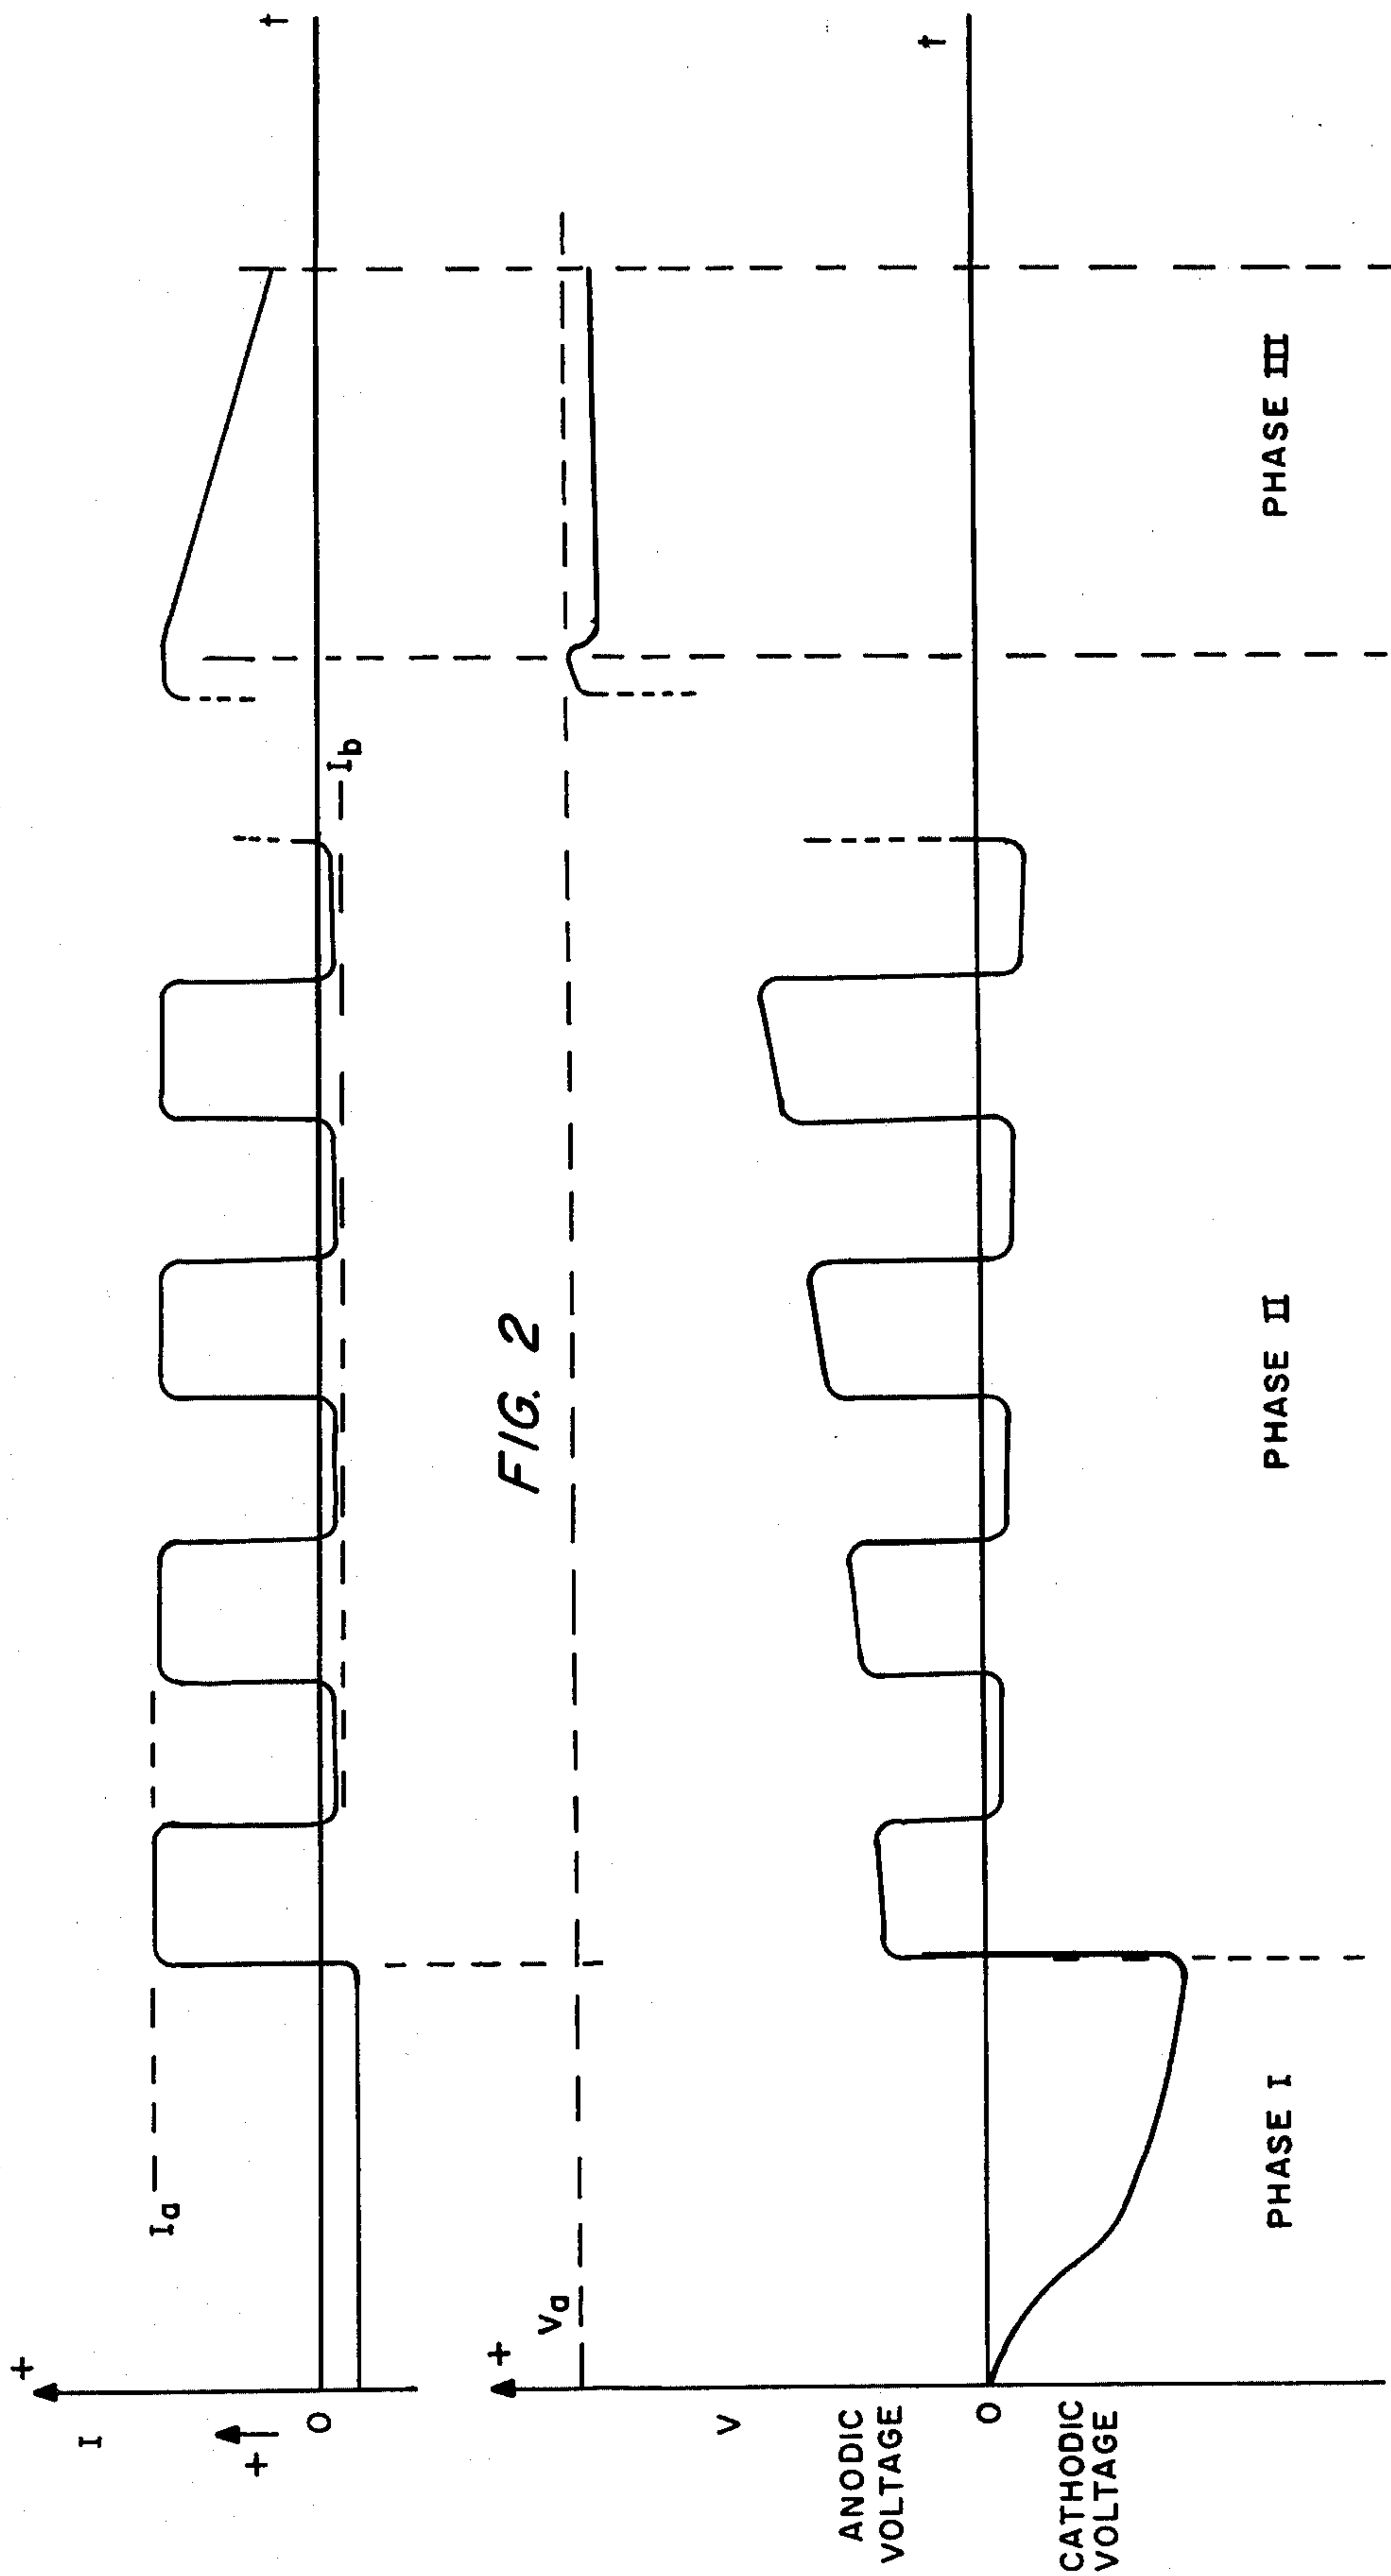 +
I
+
0
Ia
Ib
t
FIG. 2
+
Va
V
ANODIC
VOLTAGE
0
CATHODIC
VOLTAGE
t
PHASE I
PHASE II
PHASE III